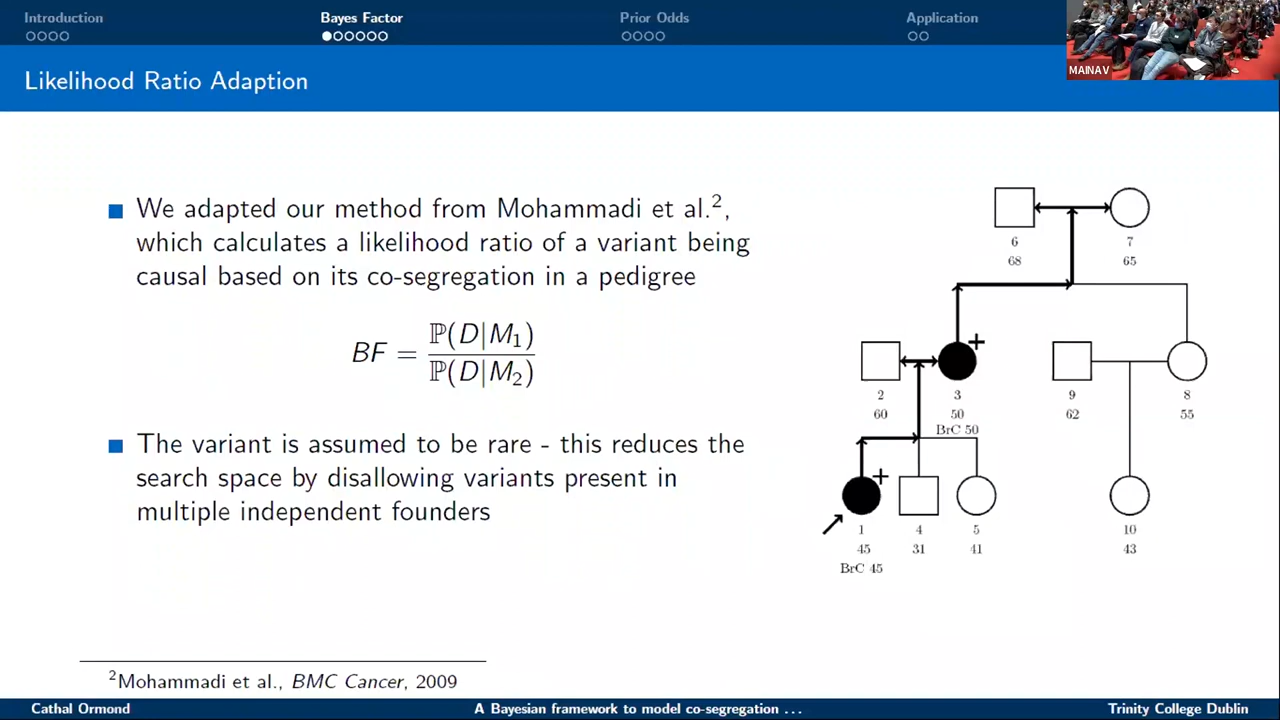 Introduction
Bayes Factor
Prior Odds
Application
MAINAV
Likelihood Ratio Adaption
We adapted our method from Mohammadi et al.²,
which calculates a likelihood ratio of a variant being
causal based on its co-segregation in a pedigree
BF = ℙ(D|M₁) / ℙ(D|M₂)
The variant is assumed to be rare - this reduces the
search space by disallowing variants present in
multiple independent founders
6
68
7
65
+
2
60
3
50
BrC 50
9
62
8
55
+
1
45
BrC 45
4
31
5
41
10
43
²Mohammadi et al., BMC Cancer, 2009
Cathal Ormond
A Bayesian framework to model co-segregation ...
Trinity College Dublin